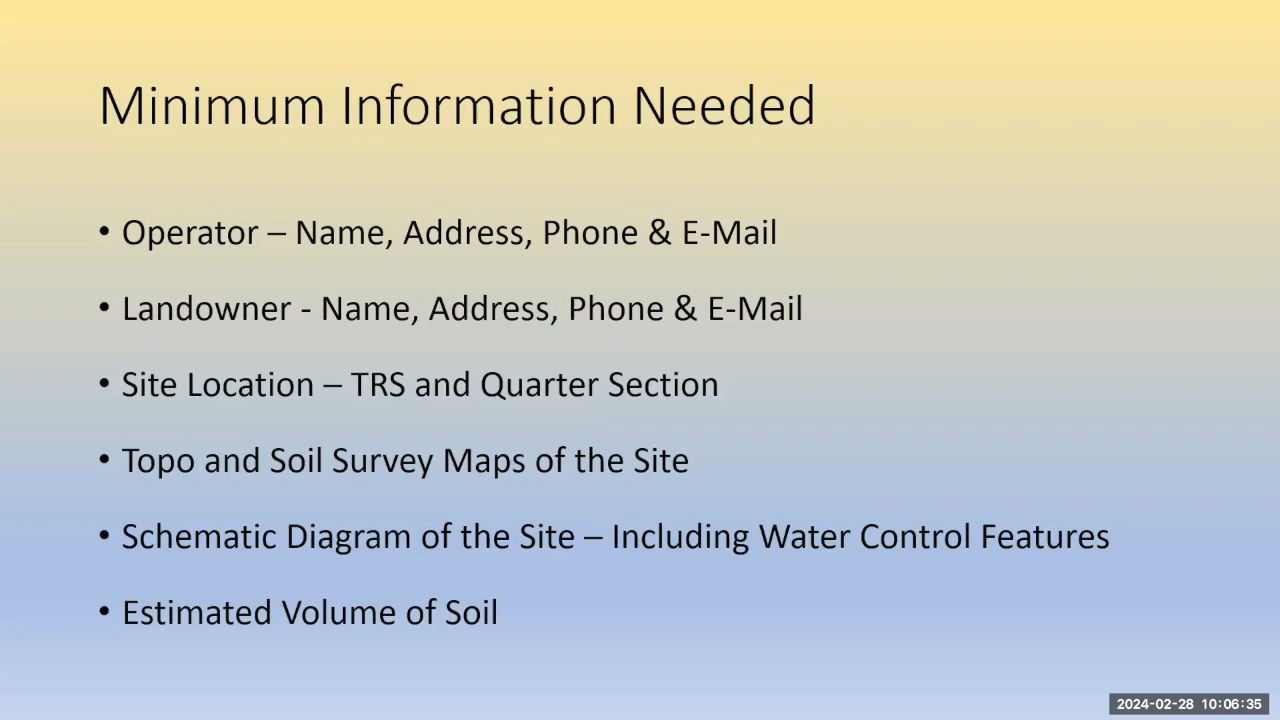 Minimum Information Needed
• Operator – Name, Address, Phone & E-Mail
• Landowner - Name, Address, Phone & E-Mail
• Site Location – TRS and Quarter Section
• Topo and Soil Survey Maps of the Site
• Schematic Diagram of the Site – Including Water Control Features
• Estimated Volume of Soil
2024-02-28 10:06:35